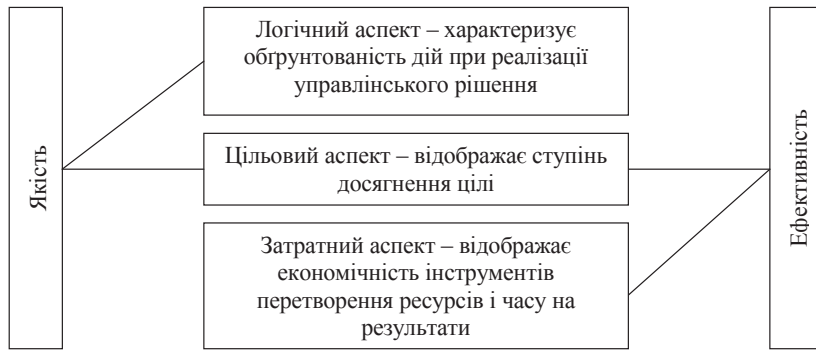 Якість
Логічний аспект – характеризує
обґрунтованість дій при реалізації
управлінського рішення
Цільовий аспект – відображає ступінь
досягнення цілі
Затратний аспект – відображає
економічність інструментів
перетворення ресурсів і часу на
результати
Ефективність